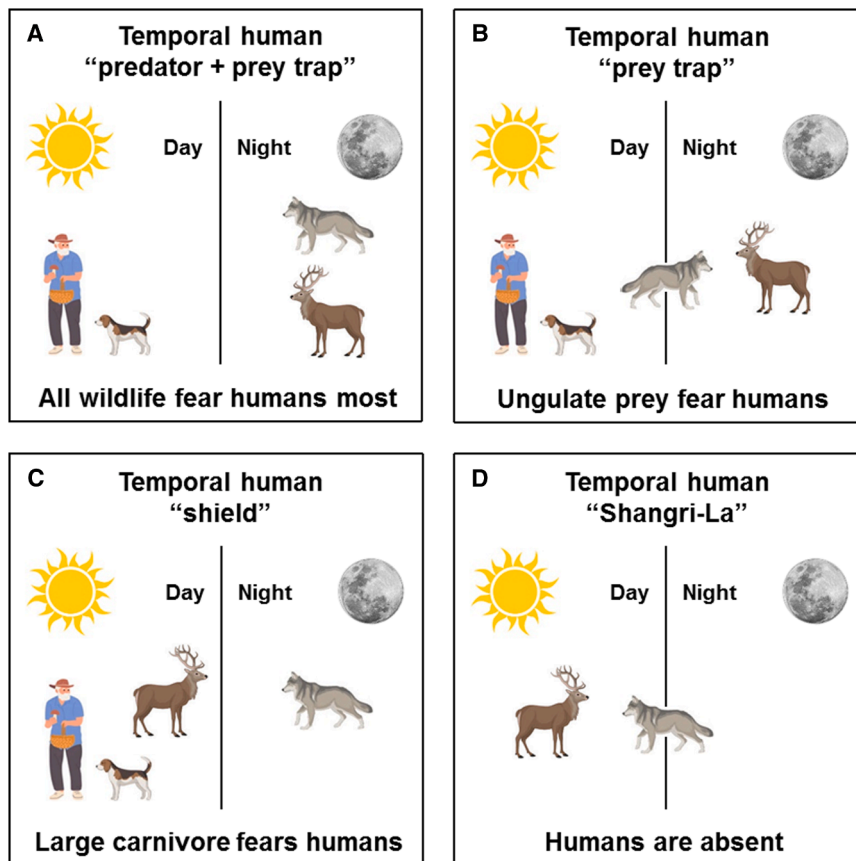 A
Temporal human
“predator + prey trap”
Day
Night
All wildlife fear humans most
B
Temporal human
“prey trap”
Day
Night
Ungulate prey fear humans
C
Temporal human
“shield”
Day
Night
Large carnivore fears humans
D
Temporal human
“Shangri-La”
Day
Night
Humans are absent